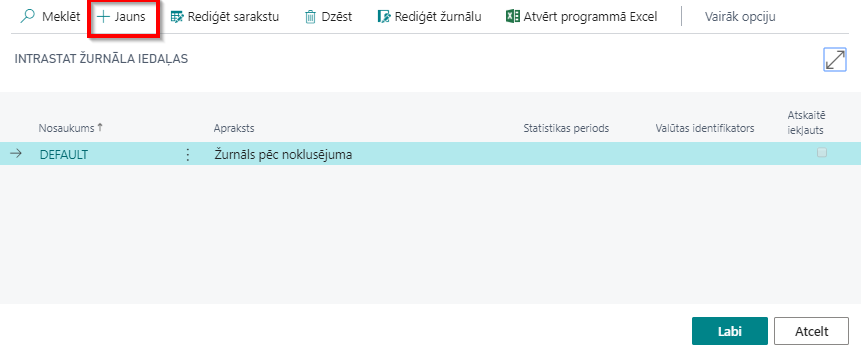 Meklēt Jauns Rediģēt sarakstu Dzēst Rediģēt žurnālu Atvērt programmā Excel Vairāk opciju
INTRASTAT ŽURNĀLA IEDAĻAS
Nosaukums ↑ Apraksts Statistikas periods Valūtas identifikators Atskaitē iekļauts
DEFAULT Žurnāls pēc noklusējuma
Labi Atcelt